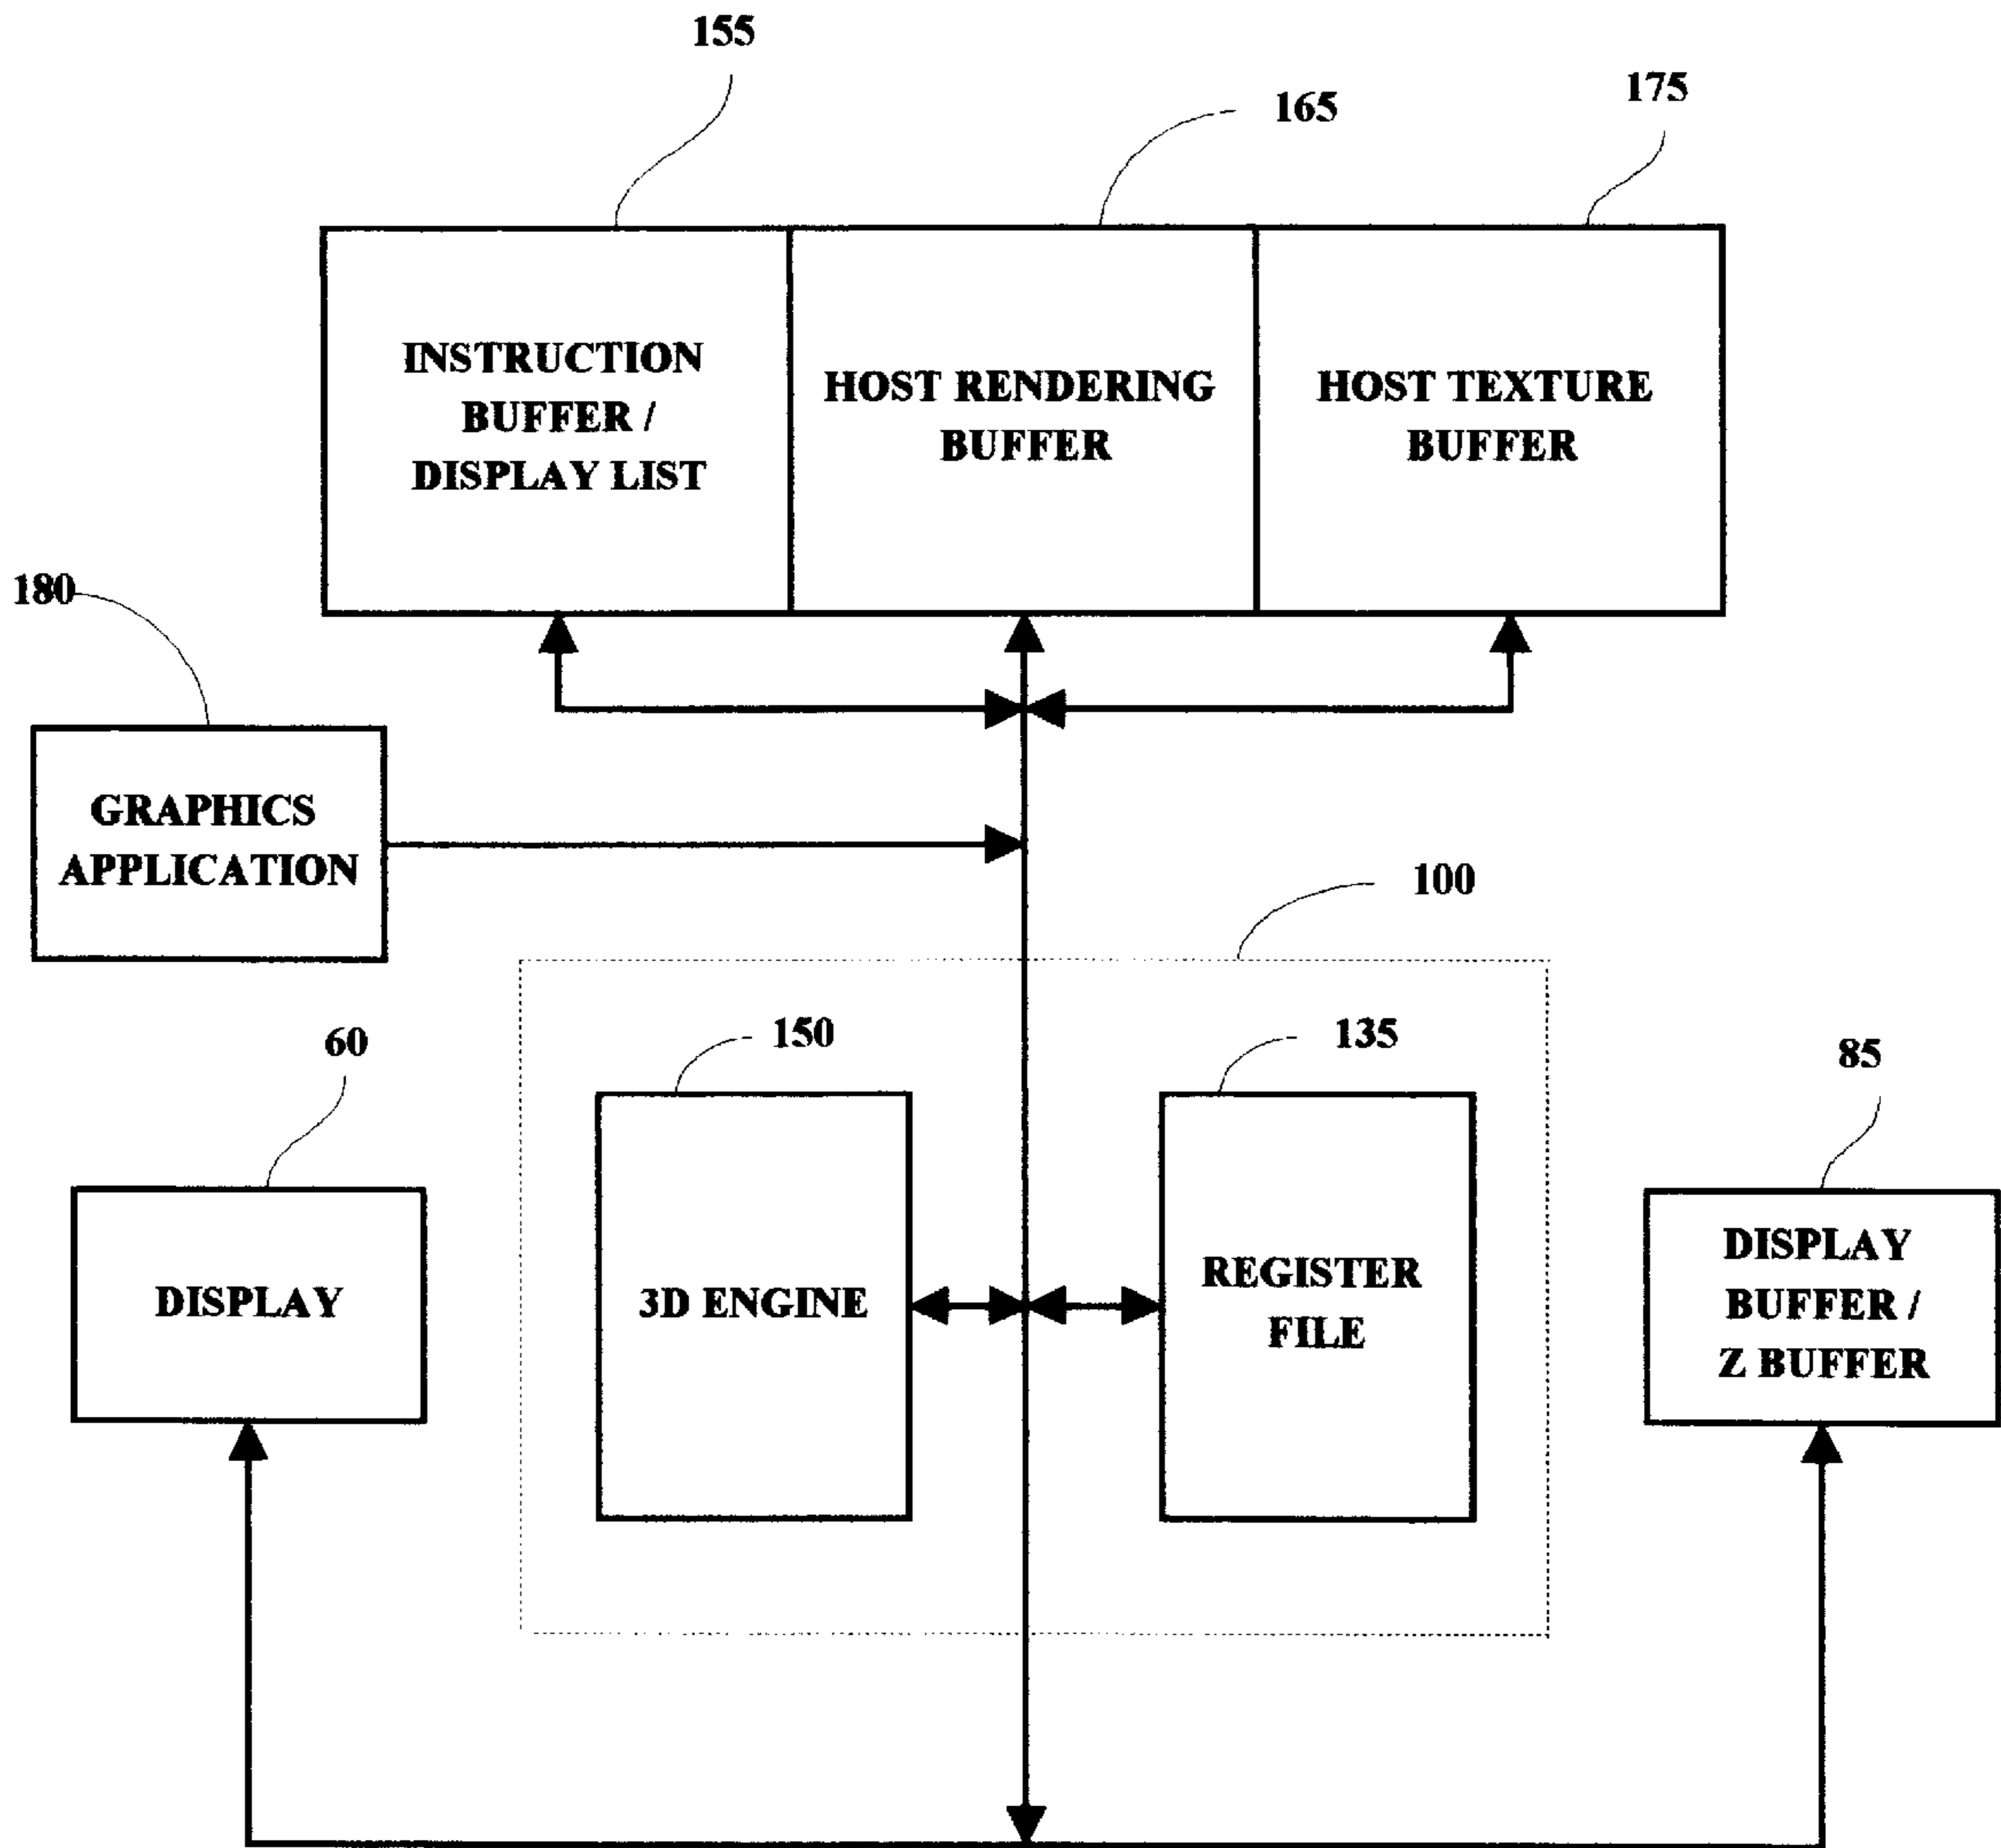 155
165
175
INSTRUCTION
BUFFER /
DISPLAY LIST
HOST RENDERING
BUFFER
HOST TEXTURE
BUFFER
180
GRAPHICS
APPLICATION
100
60
150
135
85
DISPLAY
3D ENGINE
REGISTER
FILE
DISPLAY
BUFFER /
Z BUFFER